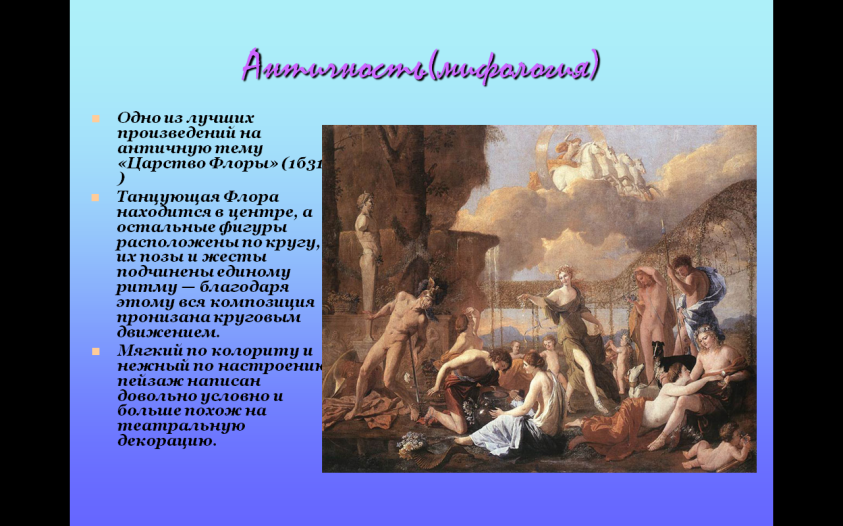 Античность(мифология)
Одно из лучших
произведений на
античную тему
«Царство Флоры» (1631
)
Танцующая Флора
находится в центре, а
остальные фигуры
расположены по кругу,
их позы и жесты
подчинены единому
ритму — благодаря
этому вся композиция
пронизана круговым
движением.
Мягкий по колориту и
нежный по настроению
пейзаж написан
довольно условно и
больше похож на
театральную
декорацию.